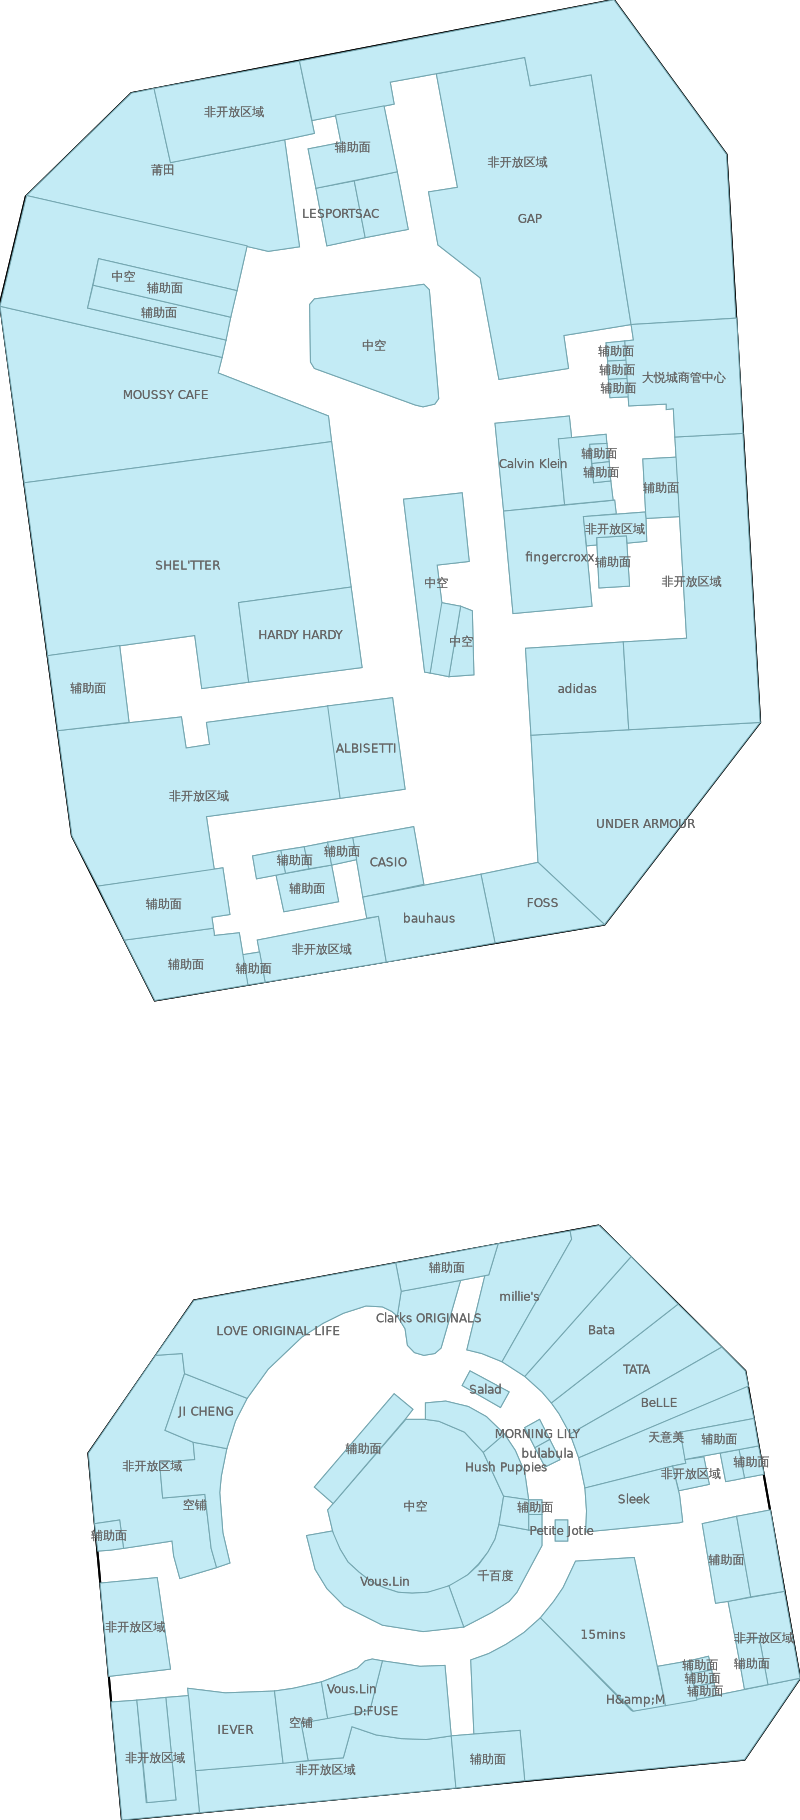 非开放区域
辅助面
莆田
非开放区域
LESPORTSAC
GAP
中空
辅助面
辅助面
中空
辅助面
辅助面
大悦城商管中心
辅助面
MOUSSY CAFE
辅助面
Calvin Klein
辅助面
辅助面
非开放区域
fingercroxx
辅助面
SHEL'TTER
非开放区域
中空
HARDY HARDY
中空
辅助面
adidas
ALBISETTI
非开放区域
UNDER ARMOUR
辅助面
辅助面
CASIO
辅助面
辅助面
FOSS
bauhaus
非开放区域
辅助面
辅助面
辅助面
millie's
Clarks ORIGINALS
LOVE ORIGINAL LIFE
Bata
TATA
Salad
BeLLE
JI CHENG
MORNING LILY
天意美
辅助面
辅助面
bulabula
辅助面
非开放区域
Hush Puppies
非开放区域
Sleek
空铺
中空
辅助面
辅助面
Petite Jotie
辅助面
千百度
Vous.Lin
非开放区域
15mins
非开放区域
辅助面
辅助面
辅助面
Vous.Lin
辅助面
H&amp;M
D:FUSE
空铺
IEVER
非开放区域
辅助面
非开放区域